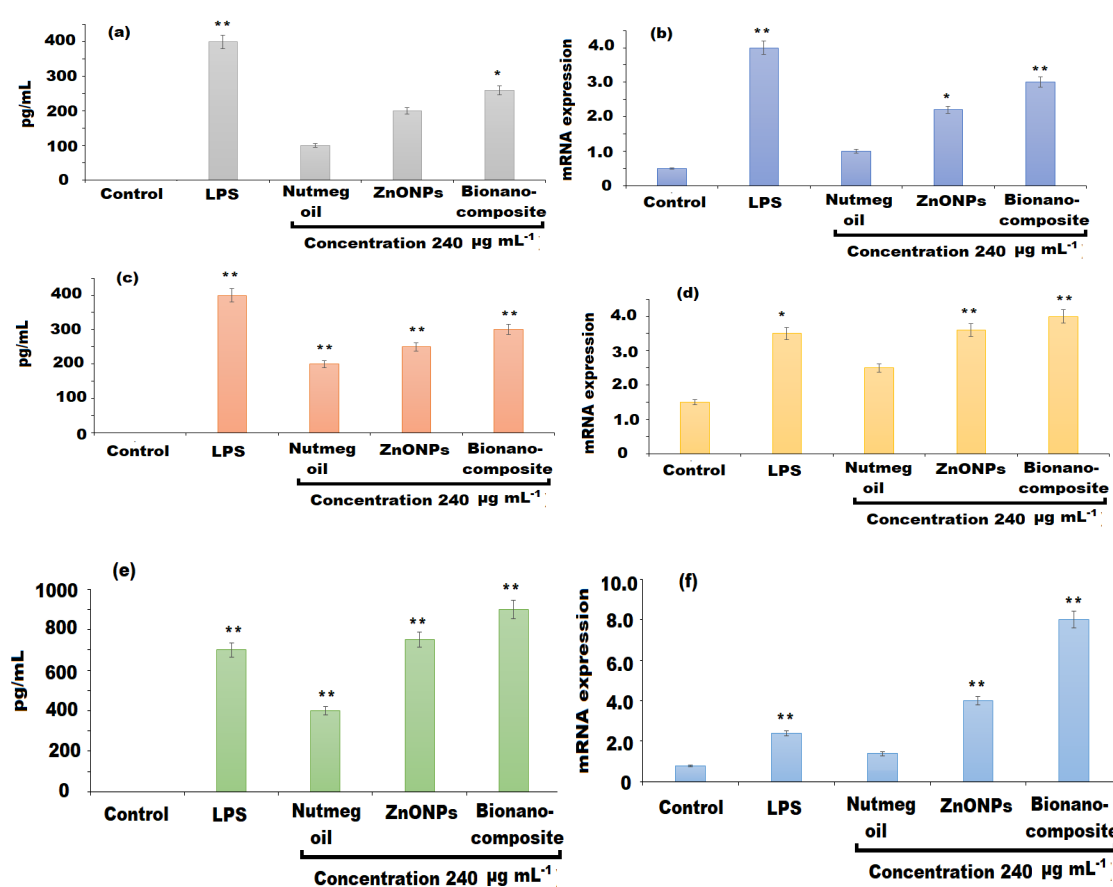 (a)
pg/mL
400
300
200
100
0
**
*
Control
LPS
Nutmeg oil
ZnONPs
Bionano-composite
Concentration 240 µg mL-1
(b)
mRNA expression
4.0
3.0
2.0
1.0
0
**
*
**
Control
LPS
Nutmeg oil
ZnONPs
Bionano-composite
Concentration 240 µg mL-1
(c)
pg/mL
400
300
200
100
0
**
**
**
**
Control
LPS
Nutmeg oil
ZnONPs
Bionano-composite
Concentration 240 µg mL-1
(d)
mRNA expression
4.0
3.0
2.0
1.0
0
*
**
**
Control
LPS
Nutmeg oil
ZnONPs
Bionano-composite
Concentration 240 µg mL-1
(e)
pg/mL
1000
800
600
400
200
0
**
**
**
**
Control
LPS
Nutmeg oil
ZnONPs
Bionano-composite
Concentration 240 µg mL-1
(f)
mRNA expression
10.0
8.0
6.0
4.0
2.0
0
**
**
**
Control
LPS
Nutmeg oil
ZnONPs
Bionano-composite
Concentration 240 µg mL-1